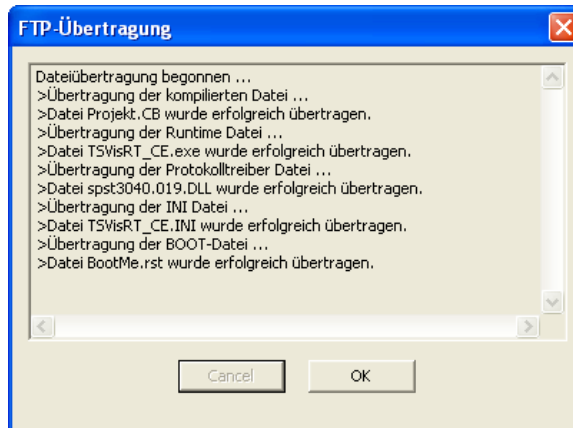 FTP-Übertragung
Dateiübertragung begonnen ...
>Übertragung der kompilierten Datei ...
>Datei Projekt.CB wurde erfolgreich übertragen.
>Übertragung der Runtime Datei ...
>Datei TSVisRT_CE.exe wurde erfolgreich übertragen.
>Übertragung der Protokolltreiber Datei ...
>Datei spst3040.019.DLL wurde erfolgreich übertragen.
>Übertragung der INI Datei ...
>Datei TSVisRT_CE.INI wurde erfolgreich übertragen.
>Übertragung der BOOT-Datei ...
>Datei BootMe.rst wurde erfolgreich übertragen.
Cancel OK